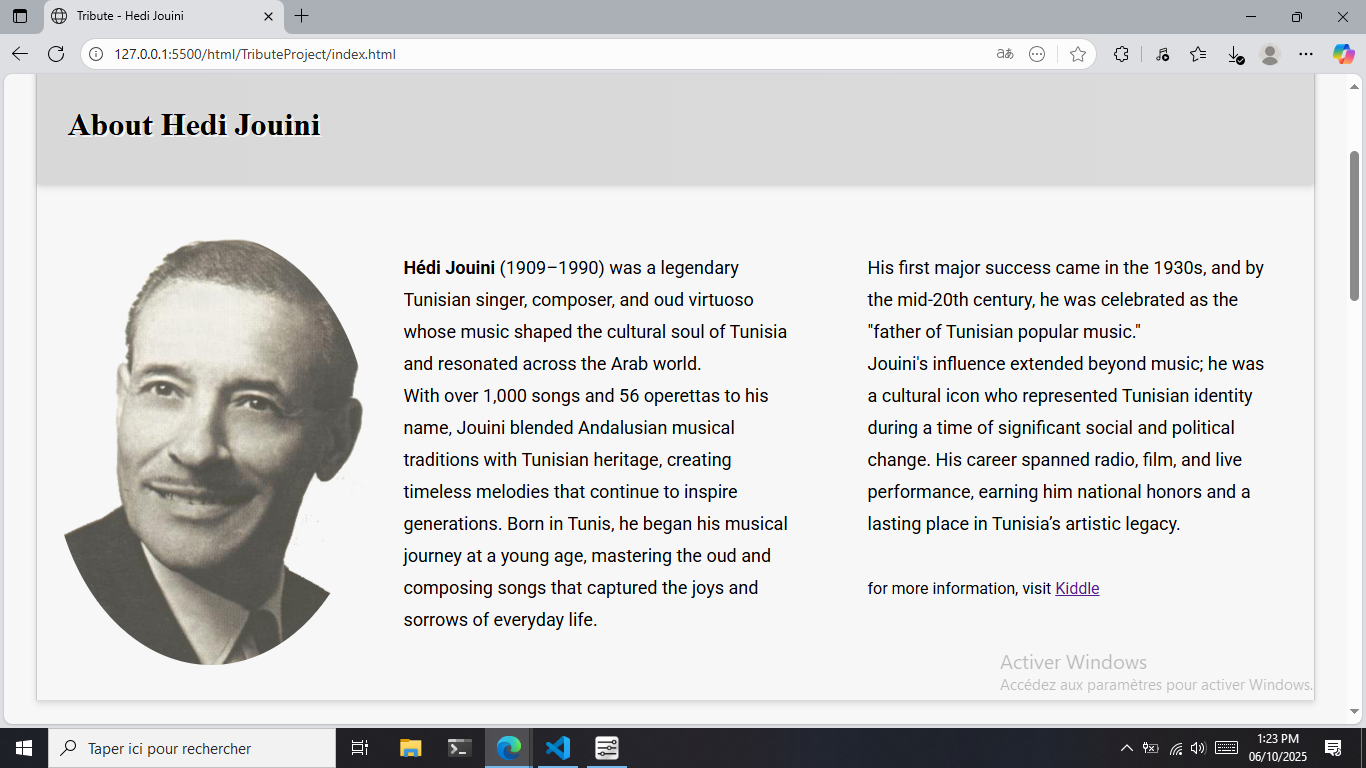 Tribute - Hedi Jouini
127.0.0.1:5500/html/TributeProject/index.html
aあ
About Hedi Jouini
Hédi Jouini (1909–1990) was a legendary
Tunisian singer, composer, and oud virtuoso
whose music shaped the cultural soul of Tunisia
and resonated across the Arab world.
With over 1,000 songs and 56 operettas to his
name, Jouini blended Andalusian musical
traditions with Tunisian heritage, creating
timeless melodies that continue to inspire
generations. Born in Tunis, he began his musical
journey at a young age, mastering the oud and
composing songs that captured the joys and
sorrows of everyday life.
His first major success came in the 1930s, and by
the mid-20th century, he was celebrated as the
"father of Tunisian popular music."
Jouini's influence extended beyond music; he was
a cultural icon who represented Tunisian identity
during a time of significant social and political
change. His career spanned radio, film, and live
performance, earning him national honors and a
lasting place in Tunisia’s artistic legacy.
for more information, visit Kiddle
Activer Windows
Accédez aux paramètres pour activer Windows.
Taper ici pour rechercher
1:23 PM
06/10/2025